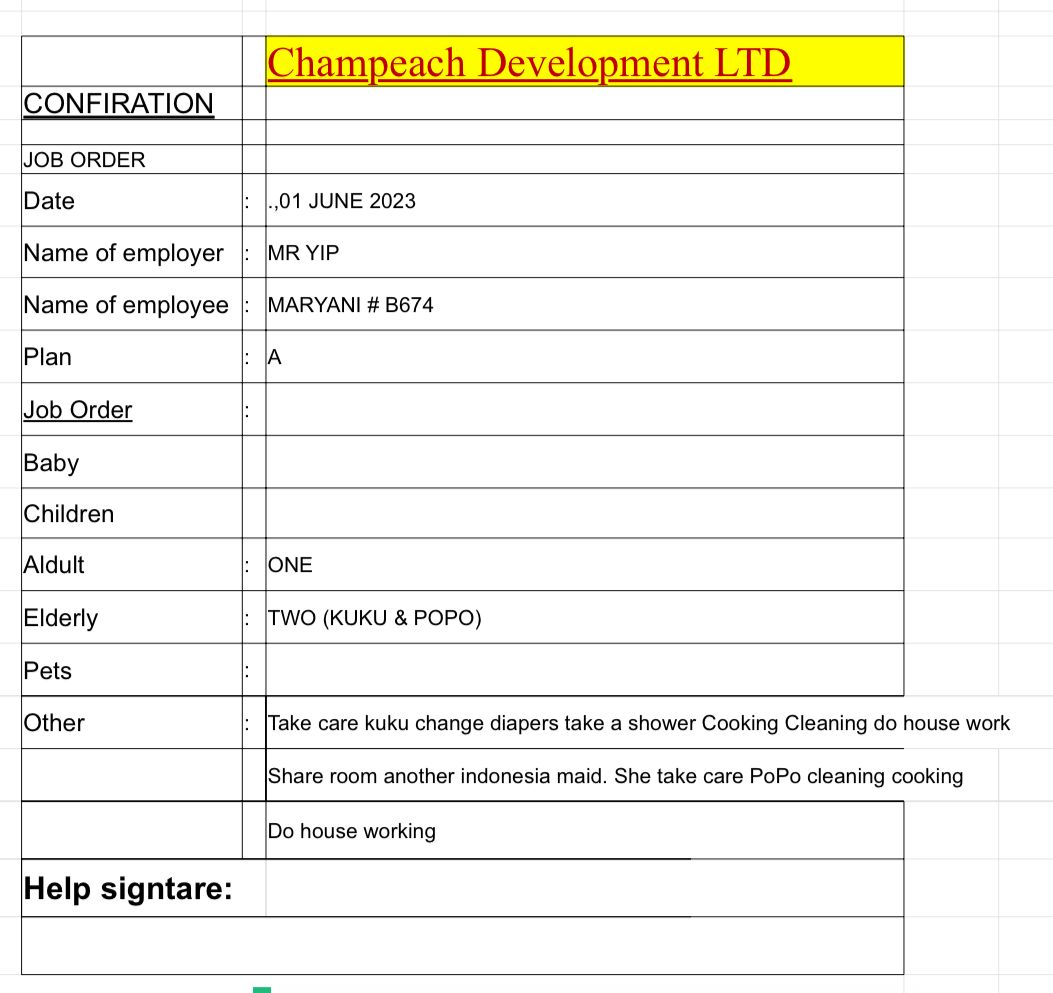 Champeach Development LTD
CONFIRATION
JOB ORDER
Date : .,01 JUNE 2023
Name of employer : MR YIP
Name of employee : MARYANI # B674
Plan : A
Job Order :
Baby
Children
Aldult : ONE
Elderly : TWO (KUKU & POPO)
Pets :
Other : Take care kuku change diapers take a shower Cooking Cleaning do house work
Share room another indonesia maid. She take care PoPo cleaning cooking
Do house working
Help signtare: